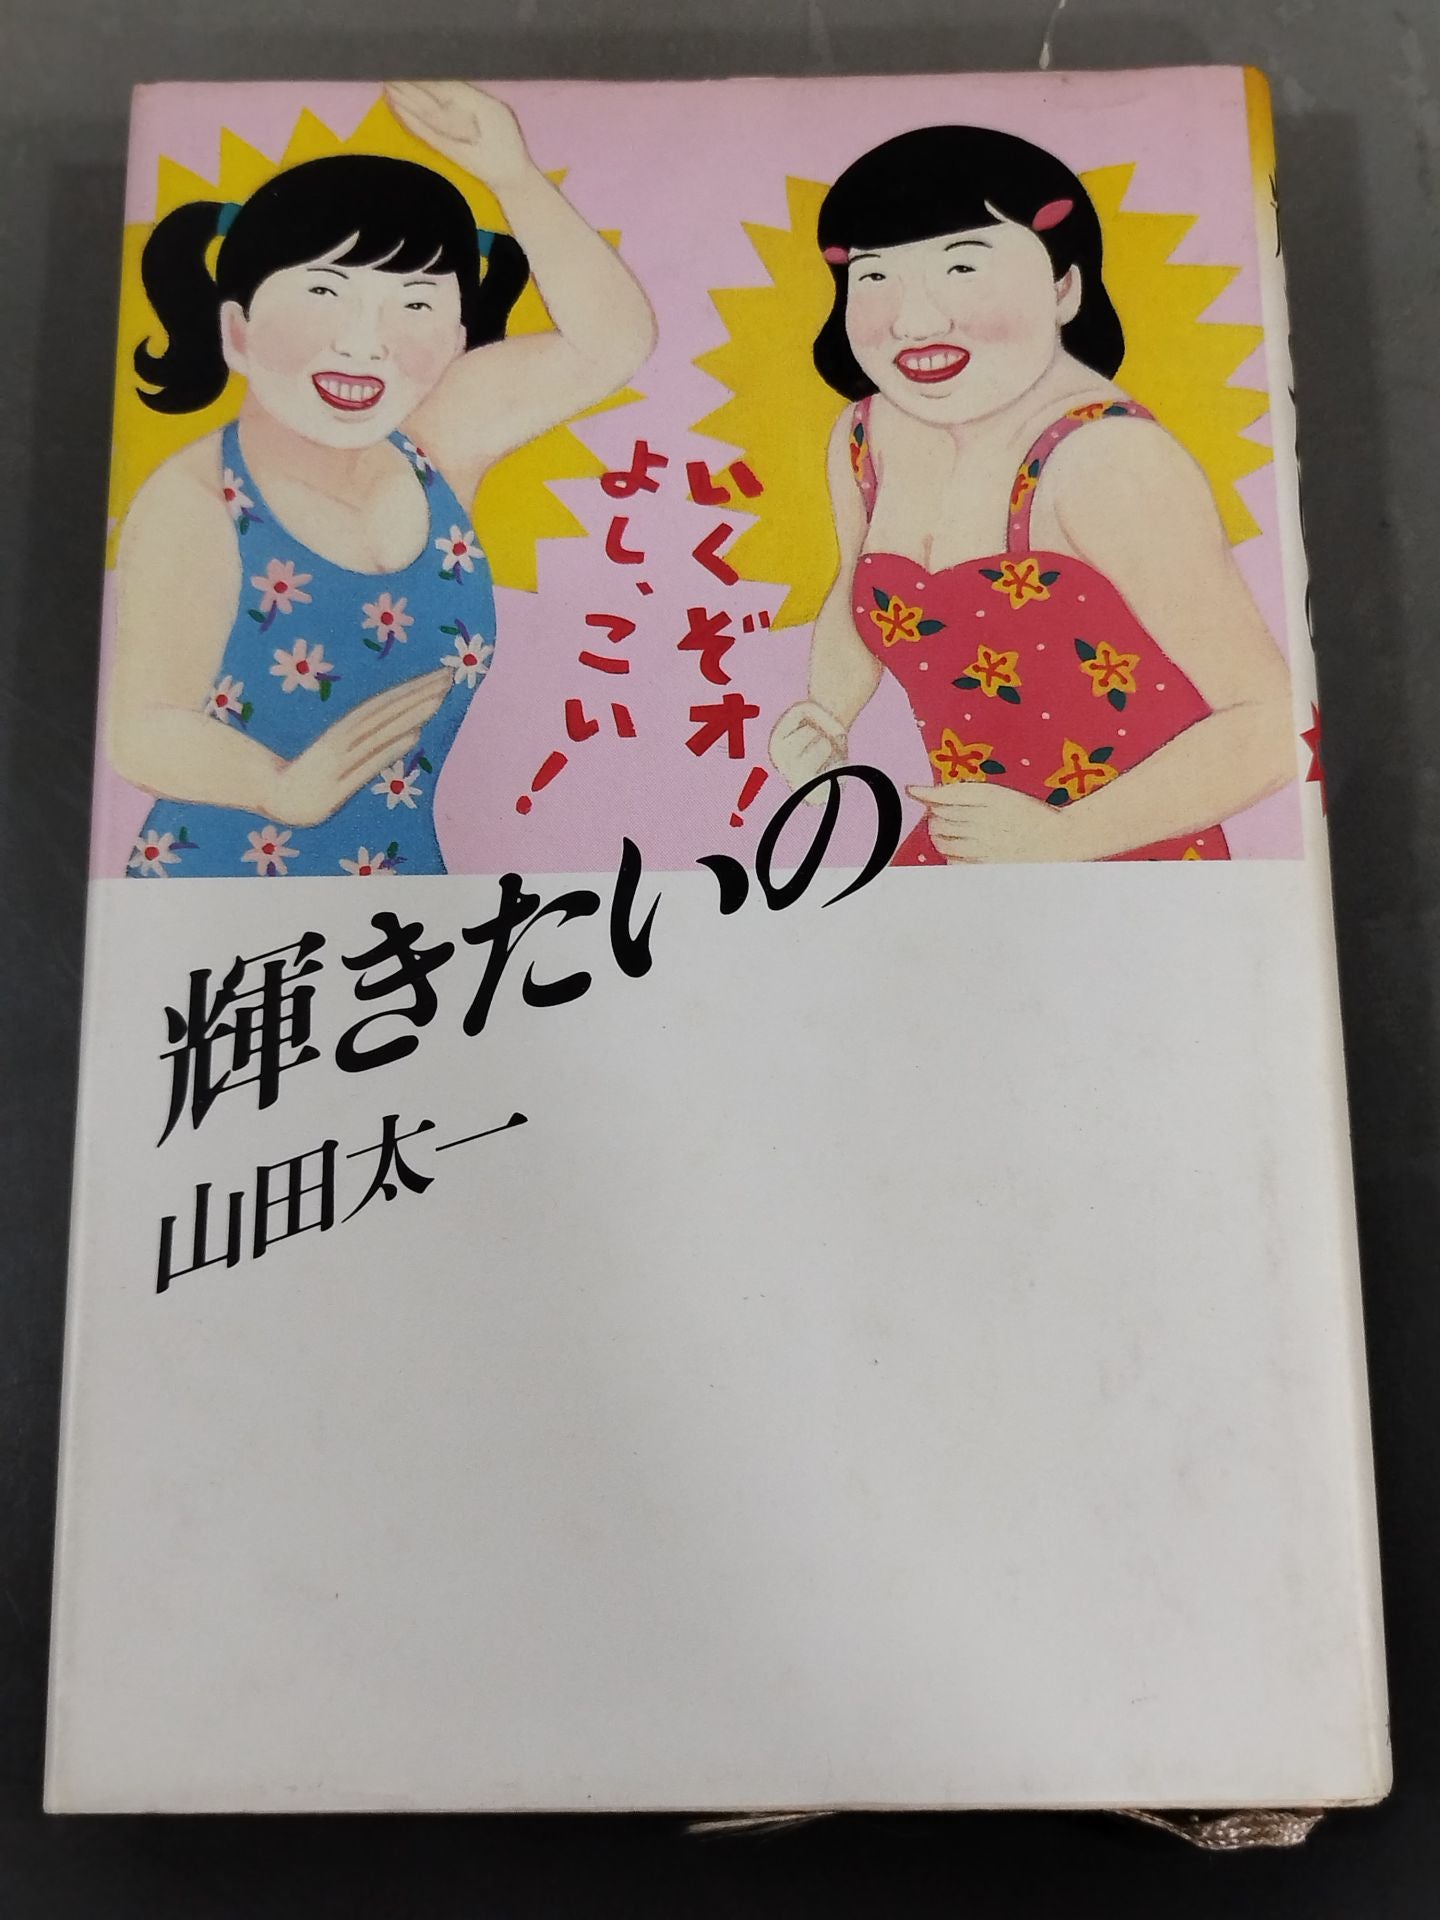 いくぞオ!
よし、こい!
輝きたいの
山田太一